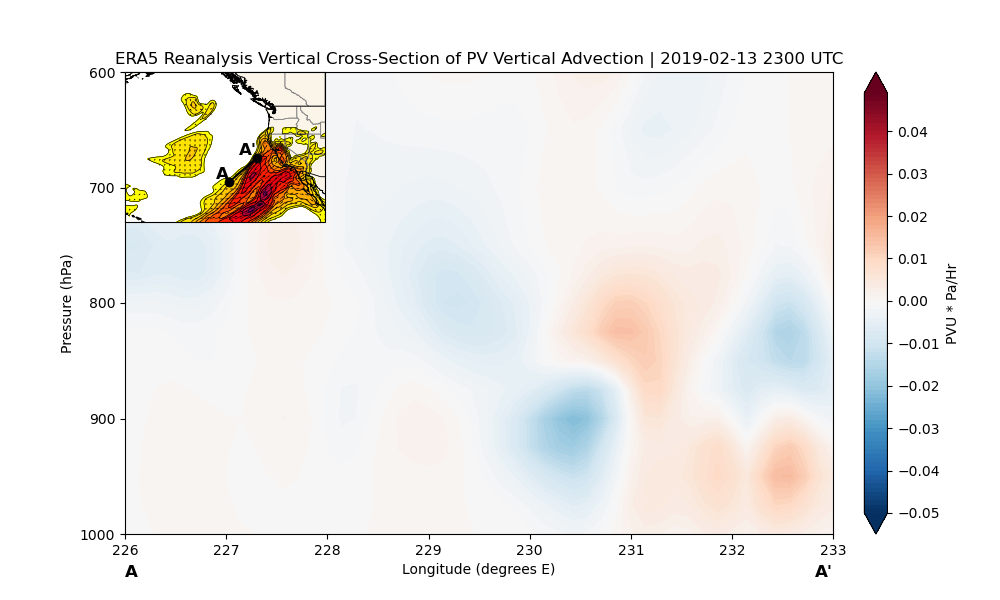 ERA5 Reanalysis Vertical Cross-Section of PV Vertical Advection | 2019-02-13 2300 UTC
600
700
800
900
1000
Pressure (hPa)
A'
A
226
227
228
229
230
231
232
233
A
Longitude (degrees E)
A'
0.04
0.03
0.02
0.01
0.00
−0.01
−0.02
−0.03
−0.04
−0.05
PVU * Pa/Hr